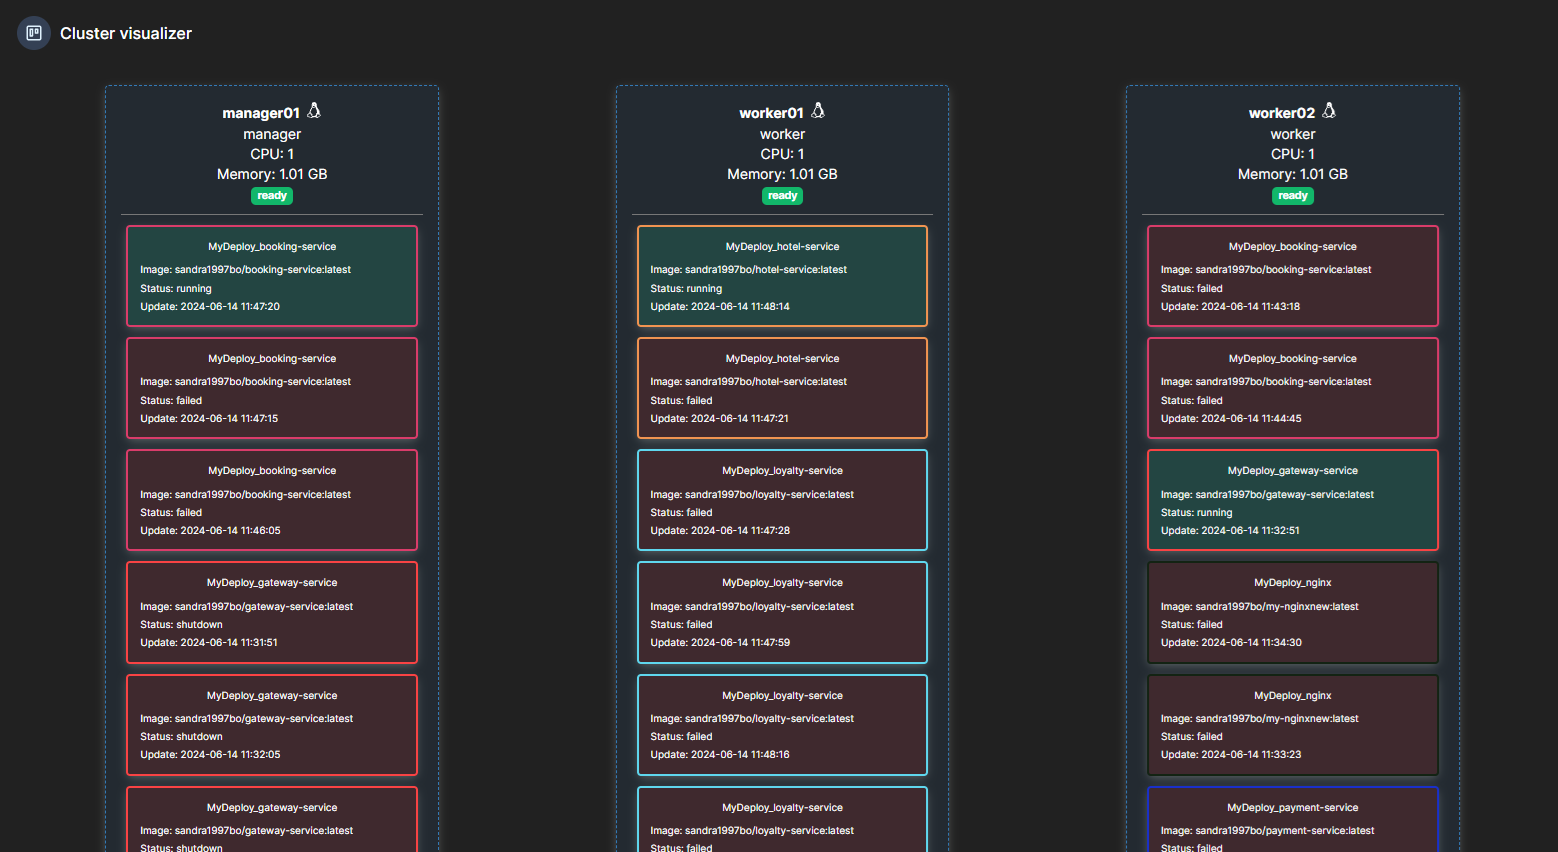 Cluster visualizer
manager01
manager
CPU: 1
Memory: 1.01 GB
ready
MyDeploy_booking-service
Image: sandra1997bo/booking-service:latest
Status: running
Update: 2024-06-14 11:47:20
MyDeploy_booking-service
Image: sandra1997bo/booking-service:latest
Status: failed
Update: 2024-06-14 11:47:15
MyDeploy_booking-service
Image: sandra1997bo/booking-service:latest
Status: failed
Update: 2024-06-14 11:46:05
MyDeploy_gateway-service
Image: sandra1997bo/gateway-service:latest
Status: shutdown
Update: 2024-06-14 11:31:51
MyDeploy_gateway-service
Image: sandra1997bo/gateway-service:latest
Status: shutdown
Update: 2024-06-14 11:32:05
MyDeploy_gateway-service
Image: sandra1997bo/gateway-service:latest
Status: shutdown
worker01
worker
CPU: 1
Memory: 1.01 GB
ready
MyDeploy_hotel-service
Image: sandra1997bo/hotel-service:latest
Status: running
Update: 2024-06-14 11:48:14
MyDeploy_hotel-service
Image: sandra1997bo/hotel-service:latest
Status: failed
Update: 2024-06-14 11:47:21
MyDeploy_loyalty-service
Image: sandra1997bo/loyalty-service:latest
Status: failed
Update: 2024-06-14 11:47:28
MyDeploy_loyalty-service
Image: sandra1997bo/loyalty-service:latest
Status: failed
Update: 2024-06-14 11:47:59
MyDeploy_loyalty-service
Image: sandra1997bo/loyalty-service:latest
Status: failed
Update: 2024-06-14 11:48:16
MyDeploy_loyalty-service
Image: sandra1997bo/loyalty-service:latest
Status: failed
worker02
worker
CPU: 1
Memory: 1.01 GB
ready
MyDeploy_booking-service
Image: sandra1997bo/booking-service:latest
Status: failed
Update: 2024-06-14 11:43:18
MyDeploy_booking-service
Image: sandra1997bo/booking-service:latest
Status: failed
Update: 2024-06-14 11:44:45
MyDeploy_gateway-service
Image: sandra1997bo/gateway-service:latest
Status: running
Update: 2024-06-14 11:32:51
MyDeploy_nginx
Image: sandra1997bo/my-nginxnew:latest
Status: failed
Update: 2024-06-14 11:34:30
MyDeploy_nginx
Image: sandra1997bo/my-nginxnew:latest
Status: failed
Update: 2024-06-14 11:33:23
MyDeploy_payment-service
Image: sandra1997bo/payment-service:latest
Status: failed